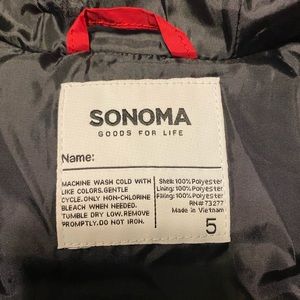 SONOMA
GOODS FOR LIFE
Name:
MACHINE WASH COLD WITH
LIKE COLORS.GENTLE
CYCLE.ONLY NON-CHLORINE
BLEACH WHEN NEEDED.
TUMBLE DRY LOW.REMOVE
PROMPTLY.DO NOT IRON.
Shell: 100% Polyester
Lining: 100% Polyester
Filling: 100% Polyester
RN# 73277
Made in Vietnam
5